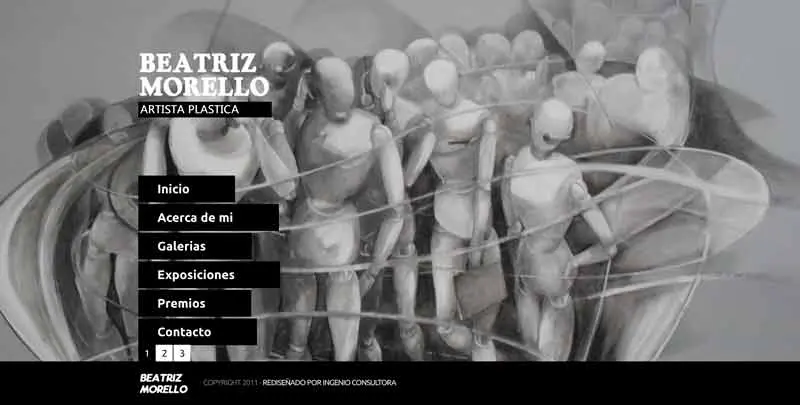 BEATRIZ
MORELLO
ARTISTA PLASTICA
Inicio
Acerca de mi
Galerias
Exposiciones
Premios
Contacto
1 2 3
BEATRIZ
MORELLO
COPYRIGHT 2011 - REDISEÑADO POR INGENIO CONSULTORA